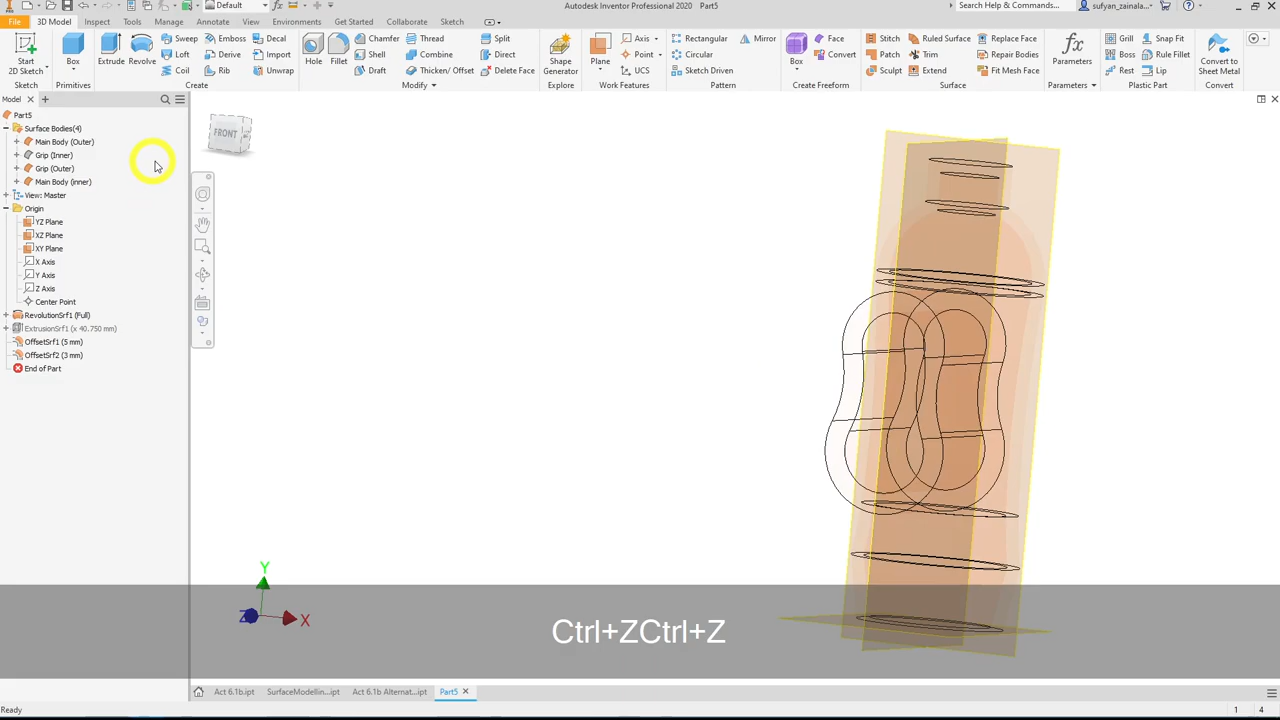 Default
Autodesk Inventor Professional 2020 Part5
Search Help & Commands...
sufyan_zainala...
File 3D Model Inspect Tools Manage Annotate View Environments Get Started Collaborate Sketch
Start
2D Sketch
Sketch
Box
Primitives
Extrude
Revolve
Sweep
Loft
Coil
Emboss
Derive
Rib
Decal
Import
Unwrap
Create
Hole
Fillet
Chamfer
Shell
Draft
Thread
Combine
Thicken/ Offset
Split
Direct
Delete Face
Modify
Shape
Generator
Explore
Plane
Axis
Point
UCS
Work Features
Rectangular
Circular
Sketch Driven
Mirror
Pattern
Box
Face
Convert
Create Freeform
Stitch
Patch
Sculpt
Ruled Surface
Trim
Extend
Replace Face
Repair Bodies
Fit Mesh Face
Surface
Parameters
Parameters
Grill
Boss
Rest
Snap Fit
Rule Fillet
Lip
Plastic Part
Convert to
Sheet Metal
Convert
Model
Part5
Surface Bodies(4)
Main Body (Outer)
Grip (Inner)
Grip (Outer)
Main Body (inner)
View: Master
Origin
YZ Plane
XZ Plane
XY Plane
X Axis
Y Axis
Z Axis
Center Point
RevolutionSrf1 (Full)
ExtrusionSrf1 (x 40.750 mm)
OffsetSrf1 (5 mm)
OffsetSrf2 (3 mm)
End of Part
FRONT
Y
Z
X
Ctrl+ZCtrl+Z
Act 6.1b.ipt SurfaceModellin...ipt Act 6.1b Alternat...ipt Part5
Ready
1 4